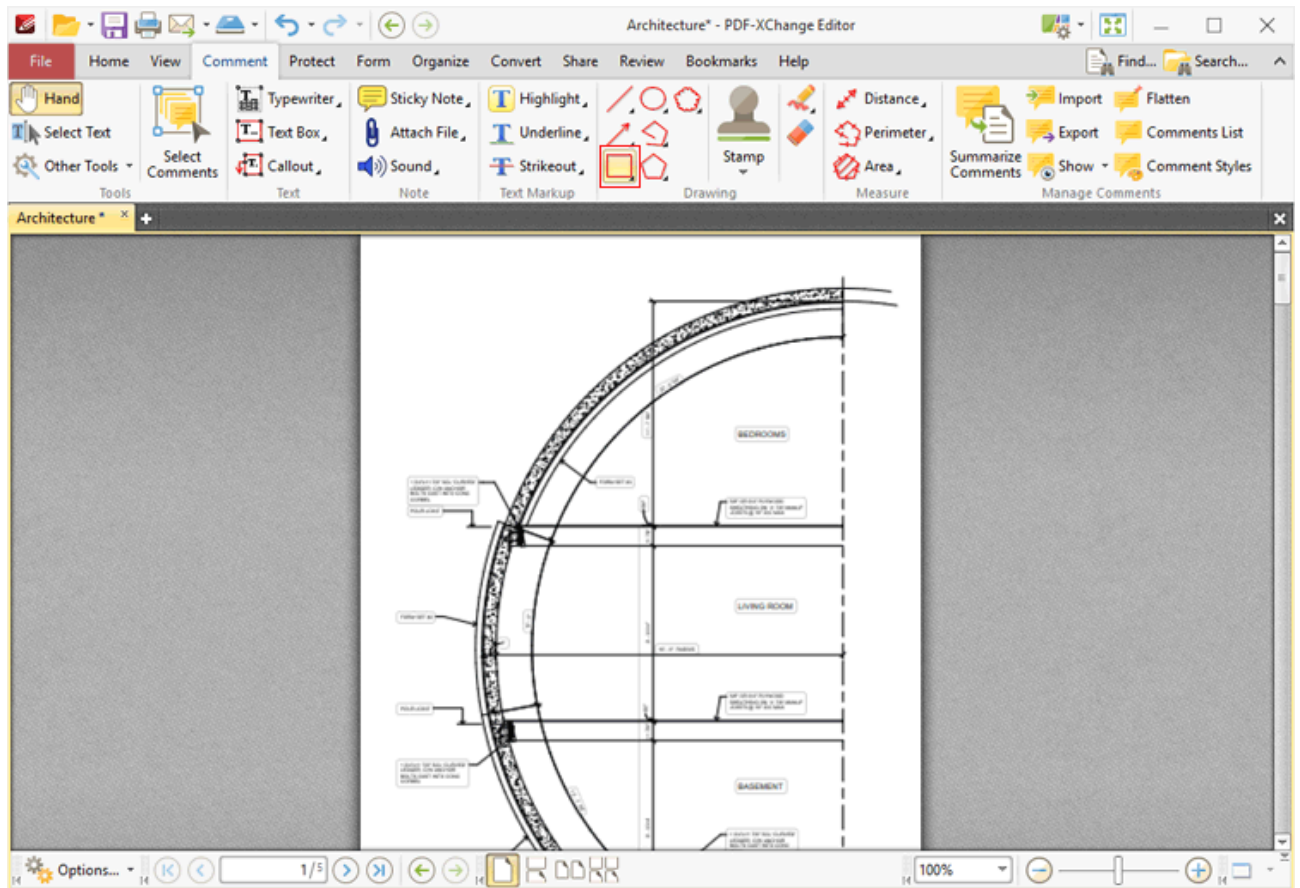 Architecture* - PDF-XChange Editor
File Home View Comment Protect Form Organize Convert Share Review Bookmarks Help Find... Search...
Hand Typewriter Sticky Note Highlight Underline Distance Import Flatten
Select Text Text Box Attach File Perimeter Export Comments List
Other Tools Select Comments Callout Sound Strikeout Stamp Area Summarize Comments Show Comment Styles
Tools Text Note Text Markup Drawing Measure Manage Comments
Architecture *
BEDROOMS
LIVING ROOM
BASEMENT
Options... 1/5 100%